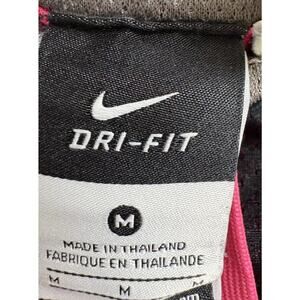 DRI-FIT
M
MADE IN THAILAND
FABRIQUE EN THAILANDE
M M M